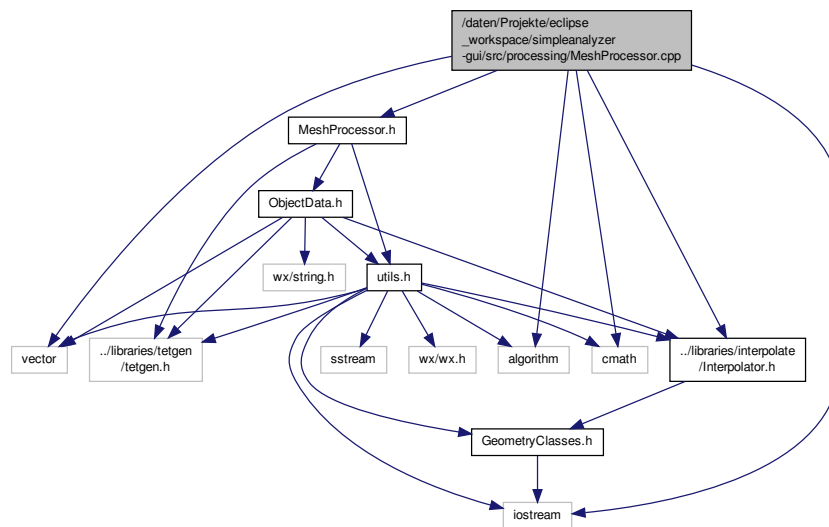 /daten/Projekte/eclipse
_workspace/simpleanalyzer
-gui/src/processing/MeshProcessor.cpp
MeshProcessor.h
ObjectData.h
wx/string.h
utils.h
vector
../libraries/tetgen
/tetgen.h
sstream
wx/wx.h
algorithm
cmath
../libraries/interpolate
/Interpolator.h
GeometryClasses.h
iostream